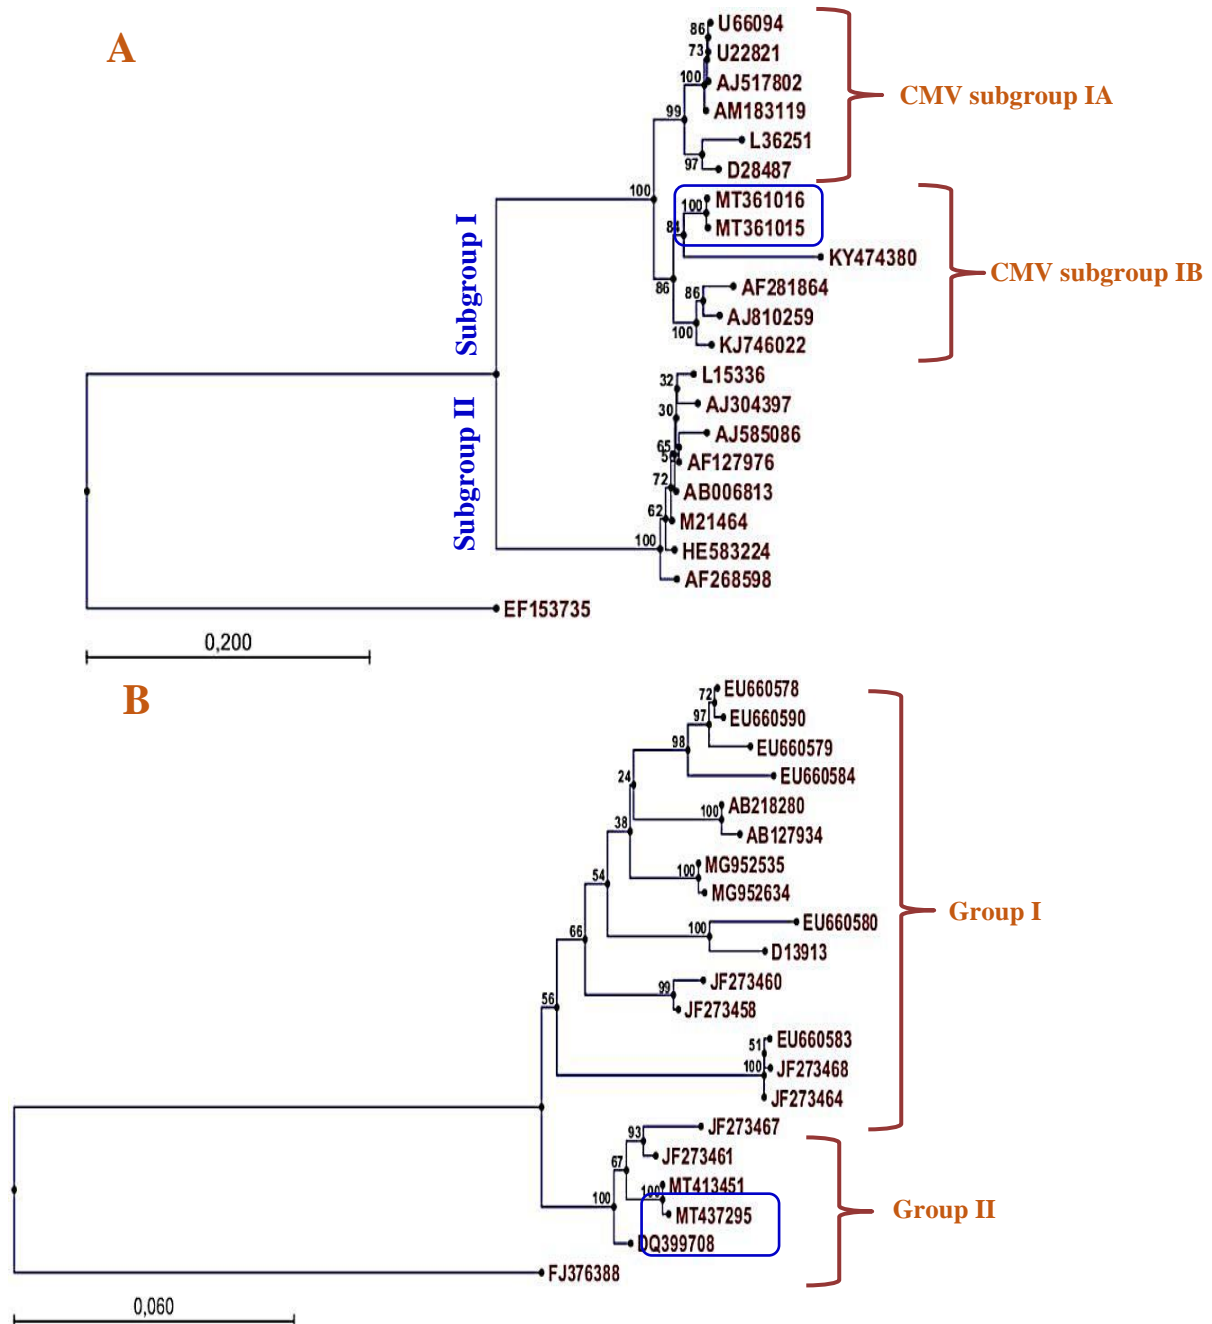 A
86
U66094
73
U22821
CMV subgroup IA
100
AJ517802
AM183119
99
L36251
97
D28487
100
MT361016
100
MT361015
84
KY474380
CMV subgroup IB
86
AF281864
86
AJ810259
100
KJ746022
Subgroup I
Subgroup II
32
L15336
AJ304397
30
AJ585086
65
AF127976
72
AB006813
62
M21464
100
HE583224
AF268598
EF153735
0,200
B
72
EU660578
97
EU660590
98
EU660579
24
EU660584
100
AB218280
AB127934
38
MG952535
100
MG952634
54
EU660580
Group I
100
D13913
66
JF273460
99
JF273458
56
EU660583
51
JF273468
100
JF273464
JF273467
93
JF273461
67
MT413451
100
MT437295
100
DQ399708
Group II
FJ376388
0,060